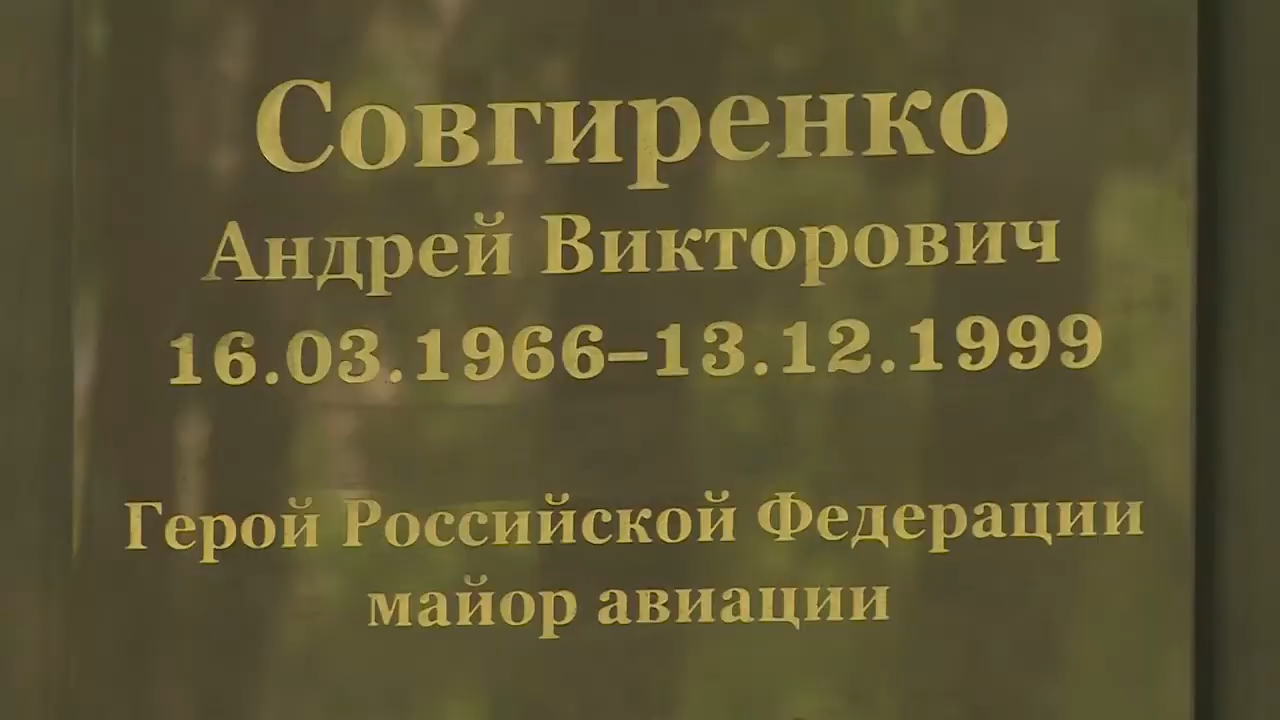 Совгиренко
Андрей Викторович
16.03.1966–13.12.1999
Герой Российской Федерации
майор авиации